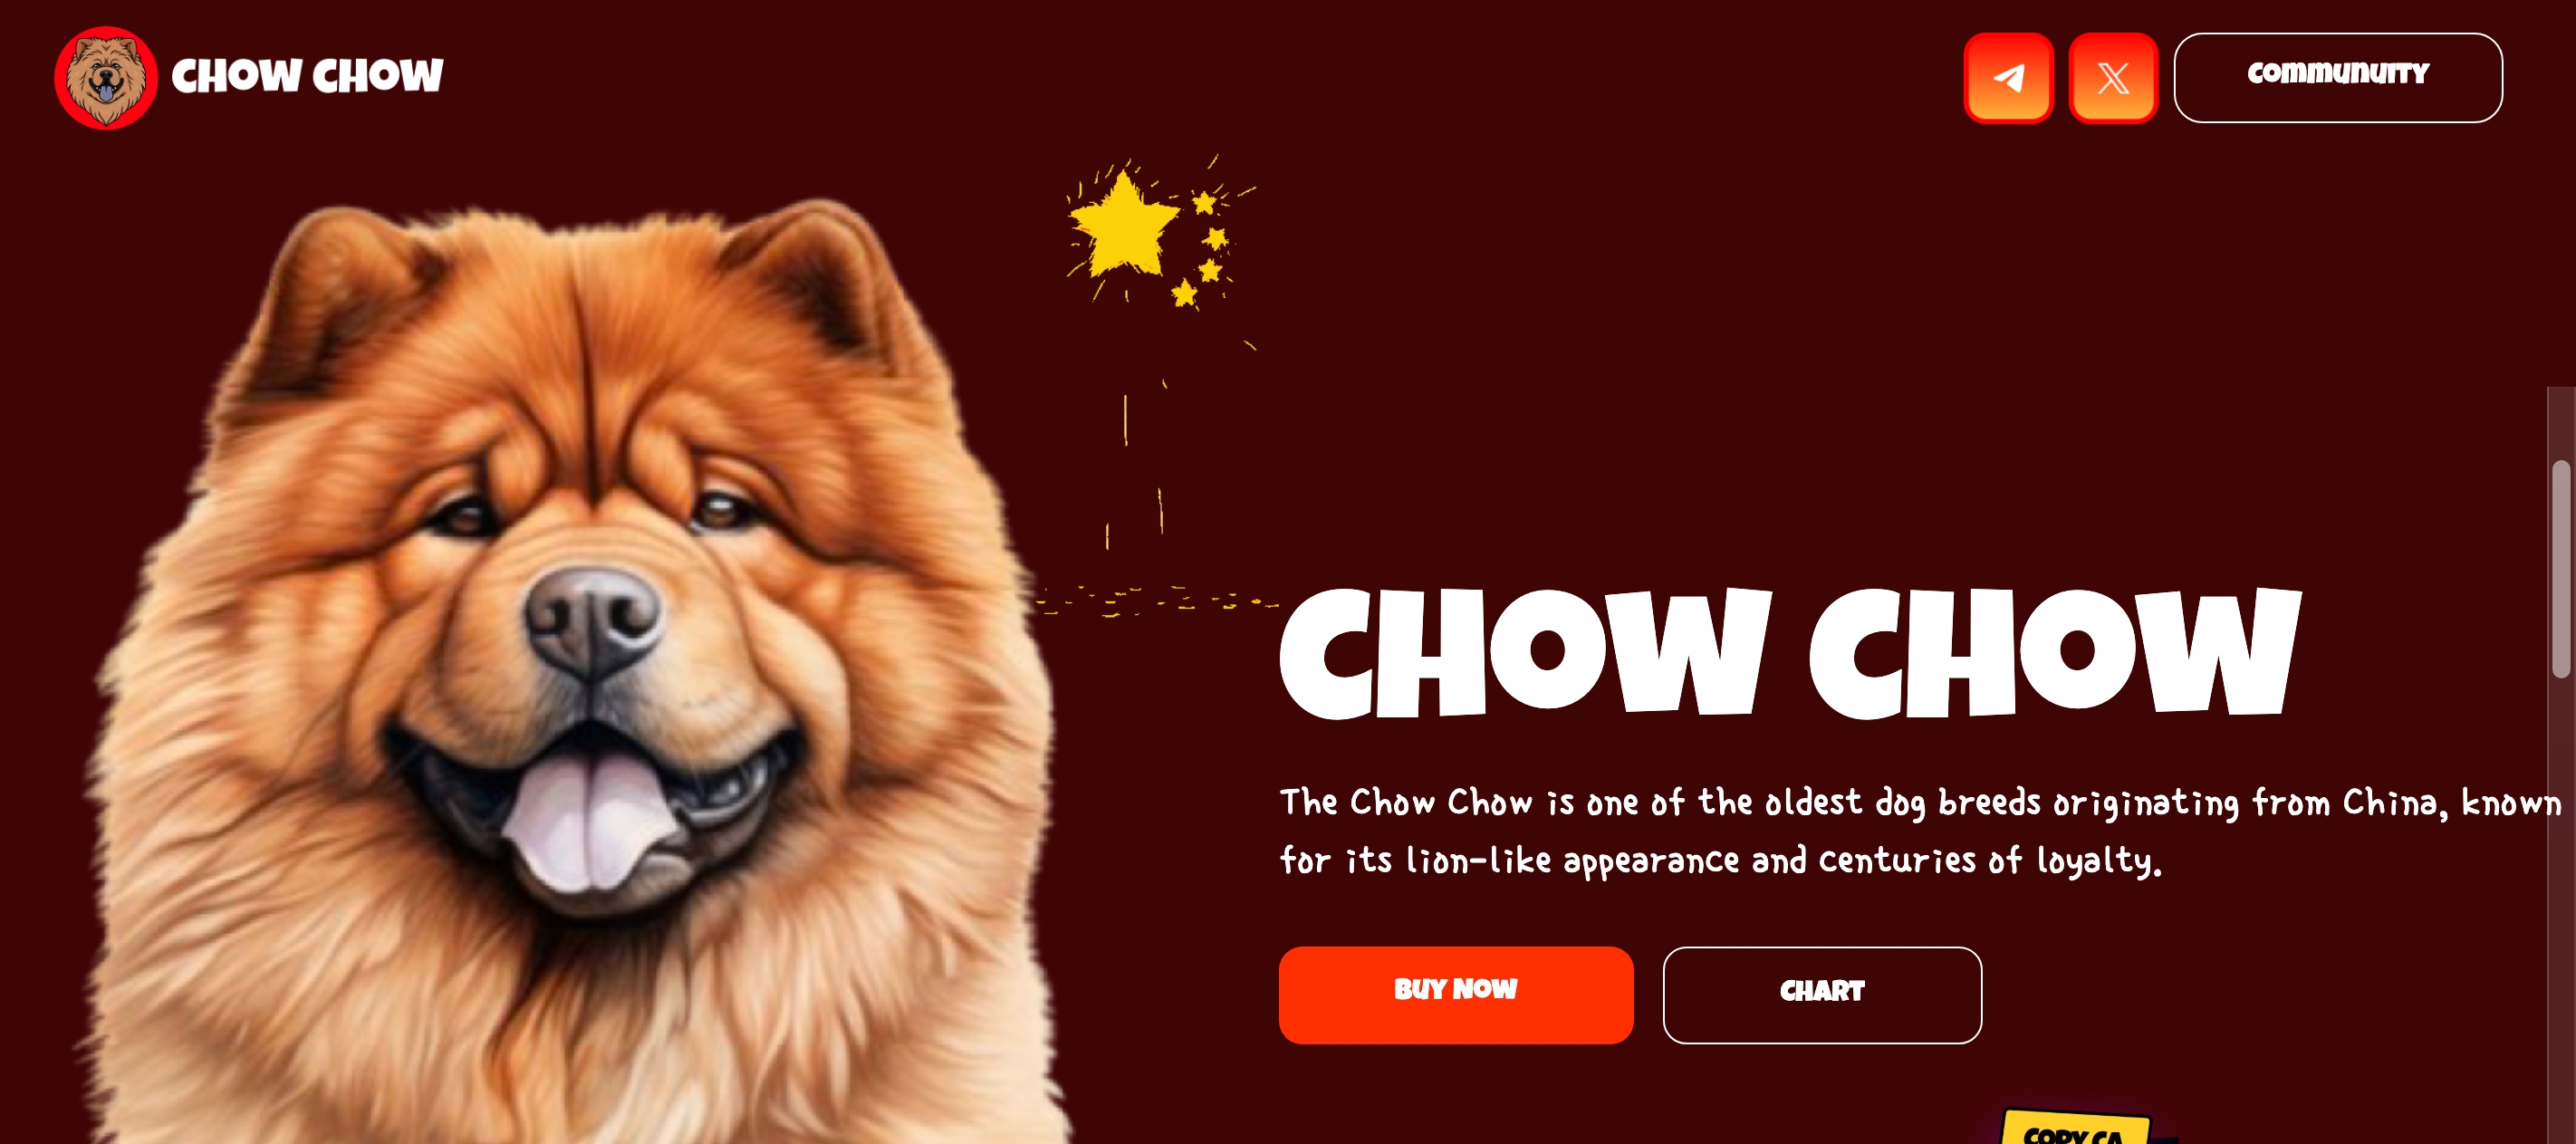 CHOW CHOW
COMMUNUITY
CHOW CHOW
The Chow Chow is one of the oldest dog breeds originating from China, known
for its lion-like appearance and centuries of loyalty.
BUY NOW
CHART
COPY CA